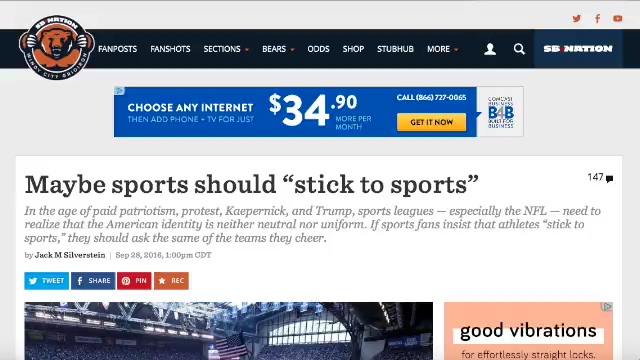 SB NATION
WINDY CITY GRIDIRON
FANPOSTS FANSHOTS SECTIONS BEARS ODDS SHOP STUBHUB MORE
SB NATION
CHOOSE ANY INTERNET
THEN ADD PHONE + TV FOR JUST
$34.90
MORE PER
MONTH
CALL (866) 727-0065
GET IT NOW
COMCAST
BUSINESS
B4B
BUILT FOR
BUSINESS
Maybe sports should “stick to sports”
147
In the age of paid patriotism, protest, Kaepernick, and Trump, sports leagues — especially the NFL — need to
realize that the American identity is neither neutral nor uniform. If sports fans insist that athletes “stick to
sports,” they should ask the same of the teams they cheer.
by Jack M Silverstein | Sep 28, 2016, 1:00pm CDT
TWEET SHARE PIN REC
good vibrations
for effortlessly straight locks.